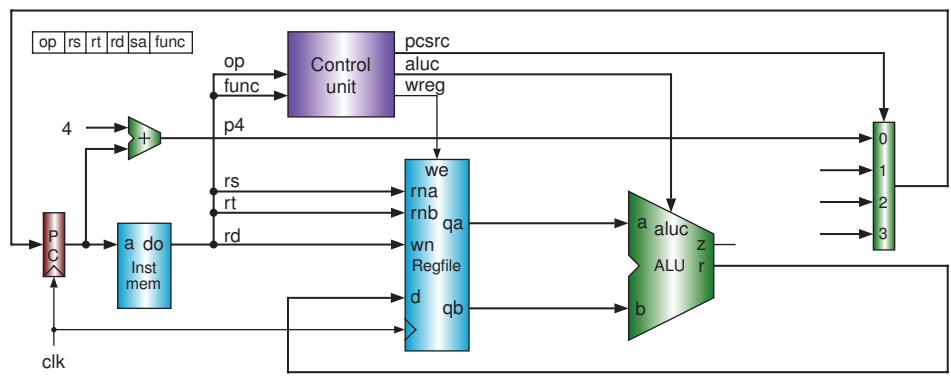 op rs rt rd sa func
Control
unit
op
func
pcsrc
aluc
wreg
4
+
p4
0
1
2
3
we
rs
rna
rt
rnb
qa
rd
wn
Regfile
d
qb
P
C
a do
Inst
mem
a
aluc
z
ALU
r
b
clk